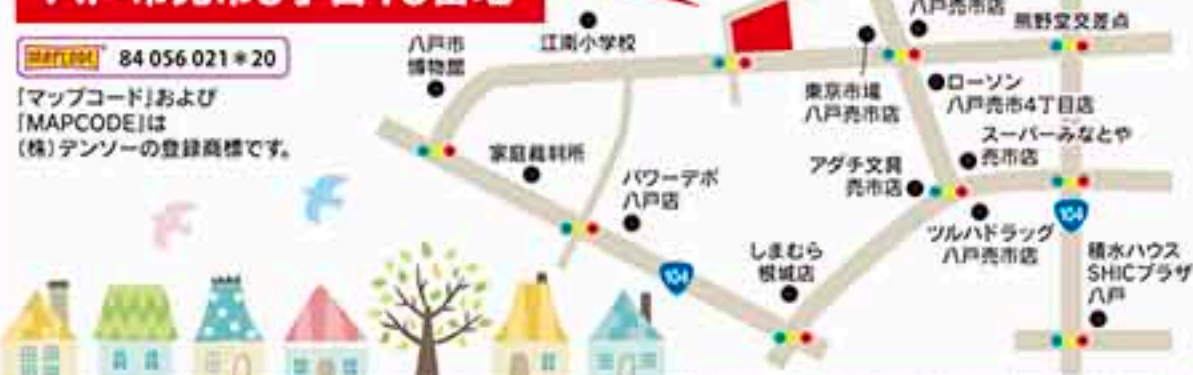 mapcode 84 056 021*20
「マップコード」および
「MAPCODE」は
(株)デンソーの登録商標です。
八戸市
博物館
江南小学校
八戸売市店
熊野堂交差点
東京市場
八戸売市店
ローソン
八戸売市4丁目店
スーパーみなとや
売市店
アダチ文具
売市店
家庭裁判所
パワーデポ
八戸店
ツルハドラッグ
八戸売市店
104
しまむら
根城店
104
積水ハウス
SHICプラザ
八戸